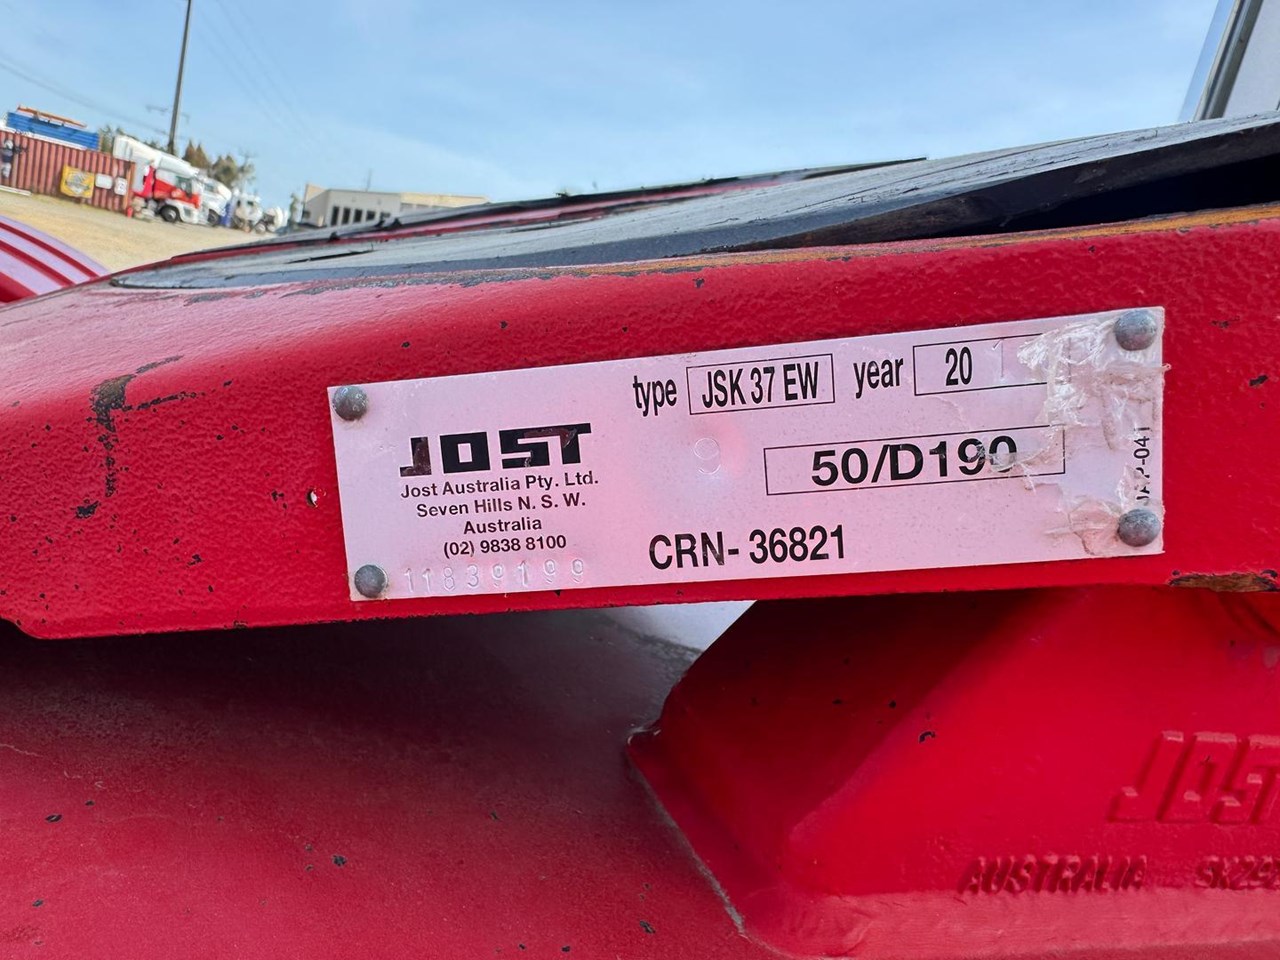 type JSK 37 EW year 20
JOST
50/D190
Jost Australia Pty. Ltd.
Seven Hills N. S. W.
Australia
(02) 9838 8100
CRN- 36821
11839199
JOST
AUSTRALIA